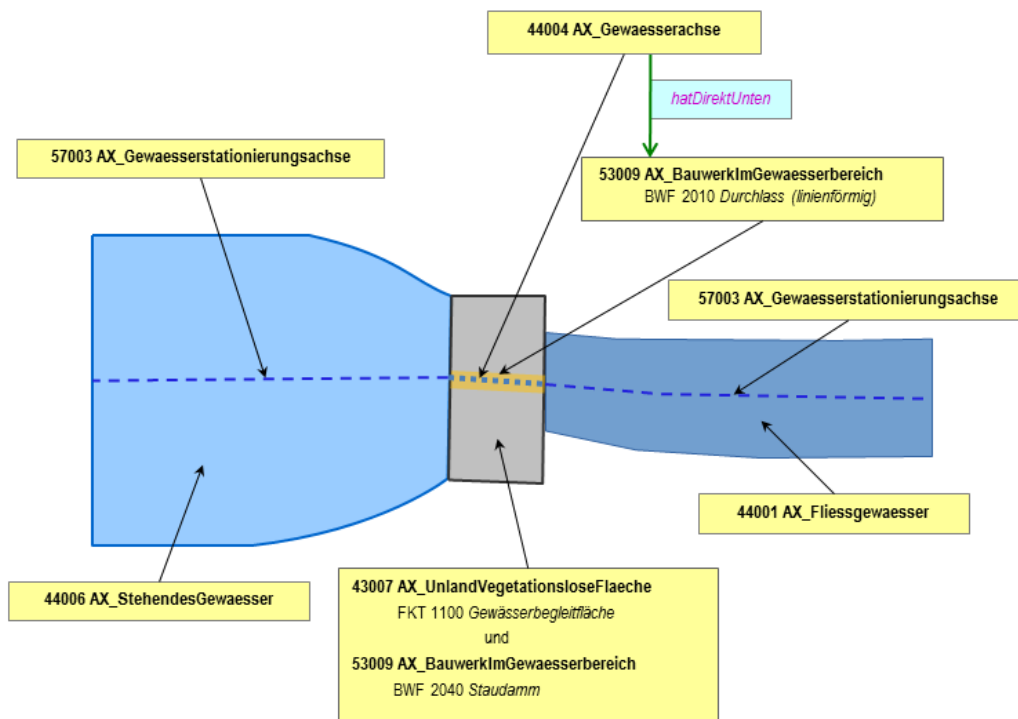 44004 AX_Gewaesserachse
hatDirektUnten
57003 AX_Gewaesserstationierungsachse
53009 AX_BauwerkImGewaesserbereich
BWF 2010 Durchlass (linienförmig)
57003 AX_Gewaesserstationierungsachse
44001 AX_Fliessgewaesser
44006 AX_StehendesGewaesser
43007 AX_UnlandVegetationsloseFlaeche
FKT 1100 Gewässerbegleitfläche
und
53009 AX_BauwerkImGewaesserbereich
BWF 2040 Staudamm